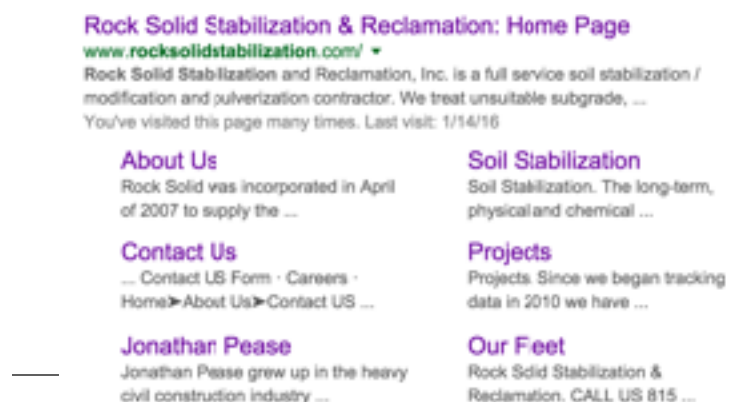 Rock Solid Stabilization & Reclamation: Home Page
www.rocksolidstabilization.com/
Rock Solid Stabilization and Reclamation, Inc. is a full service soil stabilization /
modification and pulverization contractor. We treat unsuitable subgrade, ...
You've visited this page many times. Last visit: 1/14/16
About Us
Rock Solid was incorporated in April
of 2007 to supply the ...
Soil Stabilization
Soil Stabilization. The long-term,
physical and chemical ...
Contact Us
... Contact US Form · Careers ·
Home➤About Us➤Contact US ...
Projects
Projects. Since we began tracking
data in 2010 we have ...
Jonathan Pease
Jonathan Pease grew up in the heavy
civil construction industry ...
Our Fleet
Rock Solid Stabilization &
Reclamation. CALL US 815 ...